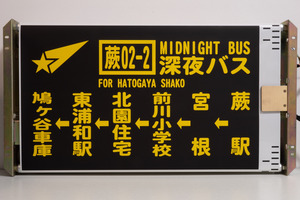 蕨02-2
MIDNIGHT BUS
深夜バス
FOR HATOGAYA SHAKO
蕨駅
←
宮根
←
前川小学校
←
北園住宅
←
東浦和駅
←
鳩ヶ谷車庫